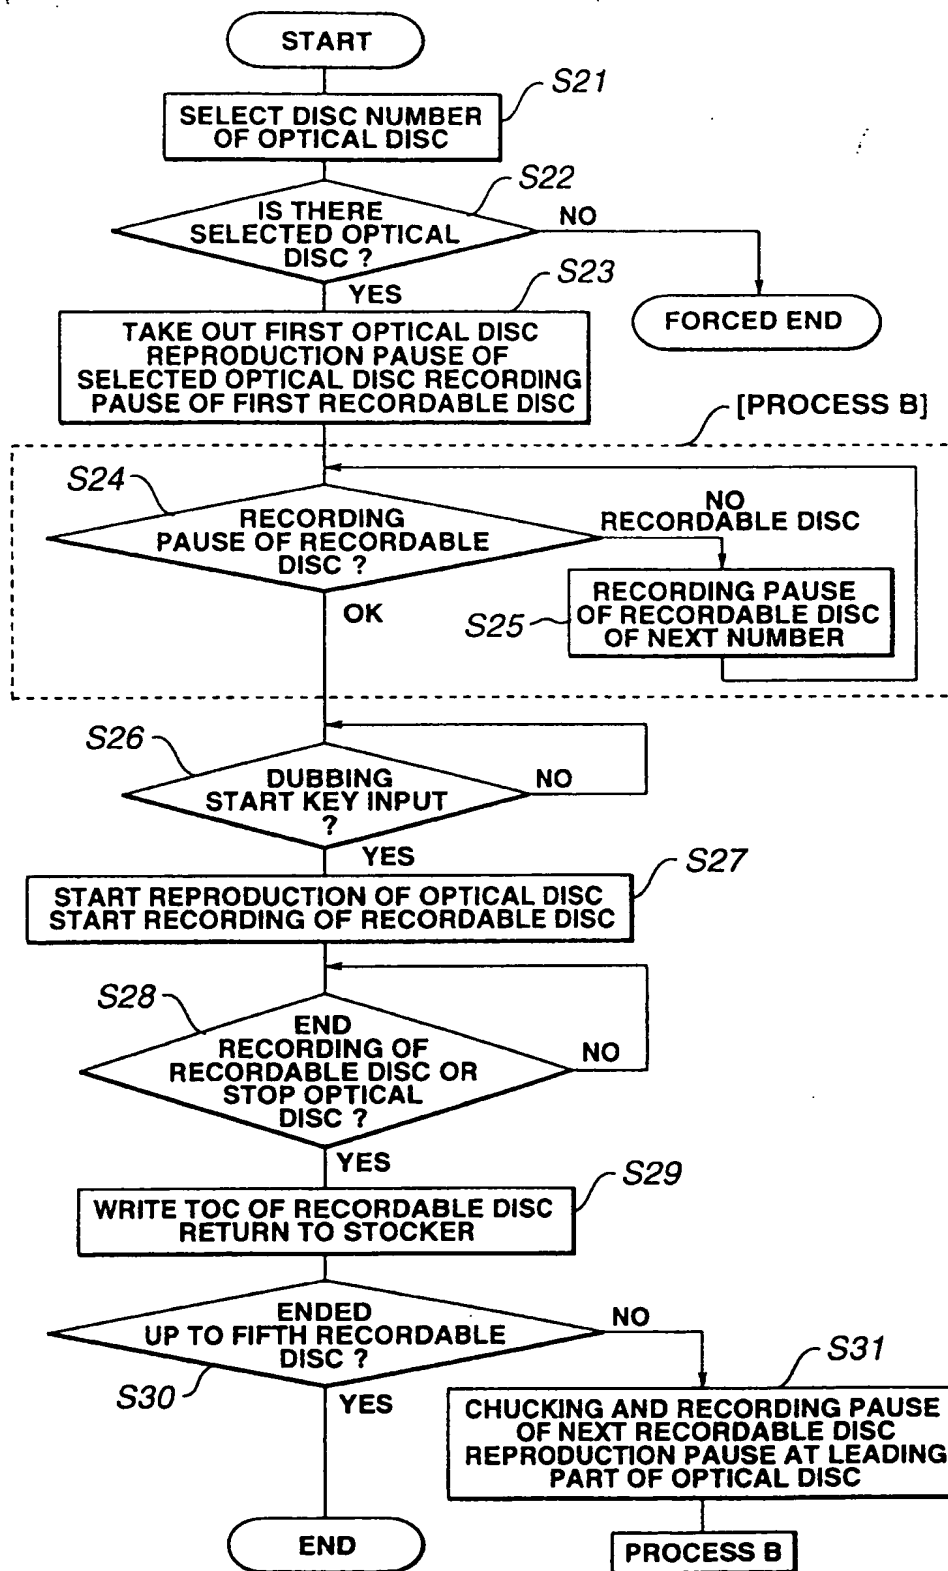 START
S21
SELECT DISC NUMBER
OF OPTICAL DISC
S22
IS THERE
SELECTED OPTICAL
DISC ?
NO
YES
S23
FORCED END
TAKE OUT FIRST OPTICAL DISC
REPRODUCTION PAUSE OF
SELECTED OPTICAL DISC RECORDING
PAUSE OF FIRST RECORDABLE DISC
[PROCESS B]
S24
RECORDING
PAUSE OF RECORDABLE
DISC ?
NO
RECORDABLE DISC
OK
S25
RECORDING PAUSE
OF RECORDABLE DISC
OF NEXT NUMBER
S26
DUBBING
START KEY INPUT
?
NO
YES
S27
START REPRODUCTION OF OPTICAL DISC
START RECORDING OF RECORDABLE DISC
S28
END
RECORDING OF
RECORDABLE DISC OR
STOP OPTICAL
DISC ?
NO
YES
S29
WRITE TOC OF RECORDABLE DISC
RETURN TO STOCKER
ENDED
UP TO FIFTH RECORDABLE
DISC ?
NO
S30
YES
S31
CHUCKING AND RECORDING PAUSE
OF NEXT RECORDABLE DISC
REPRODUCTION PAUSE AT LEADING
PART OF OPTICAL DISC
END
PROCESS B